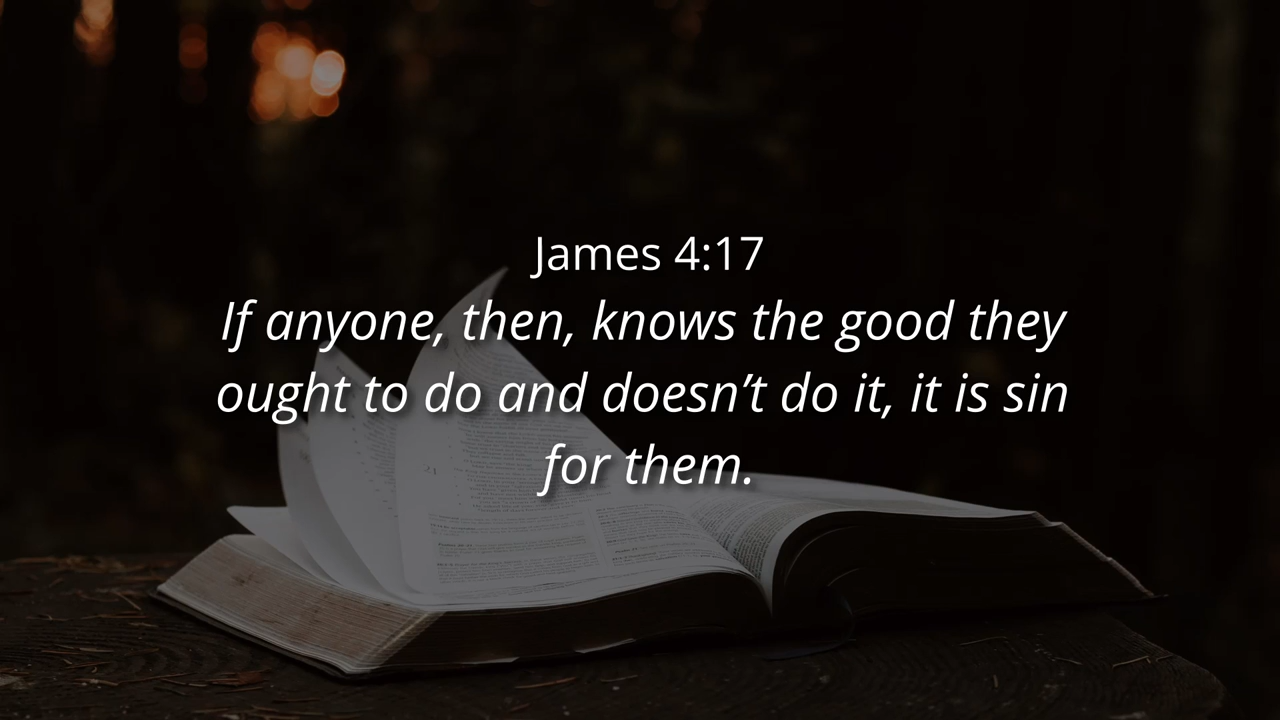 James 4:17
If anyone, then, knows the good they
ought to do and doesn’t do it, it is sin
for them.